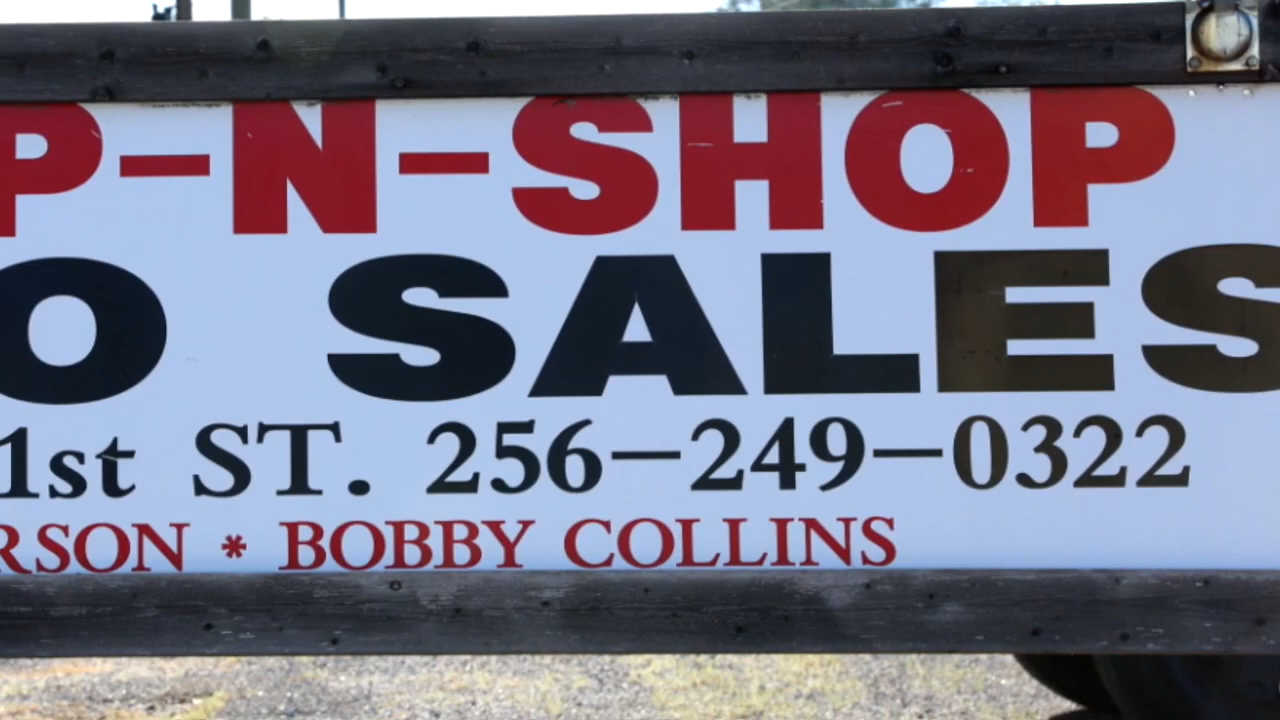 P-N-SHOP
O SALES
1st ST. 256-249-0322
RSON * BOBBY COLLINS